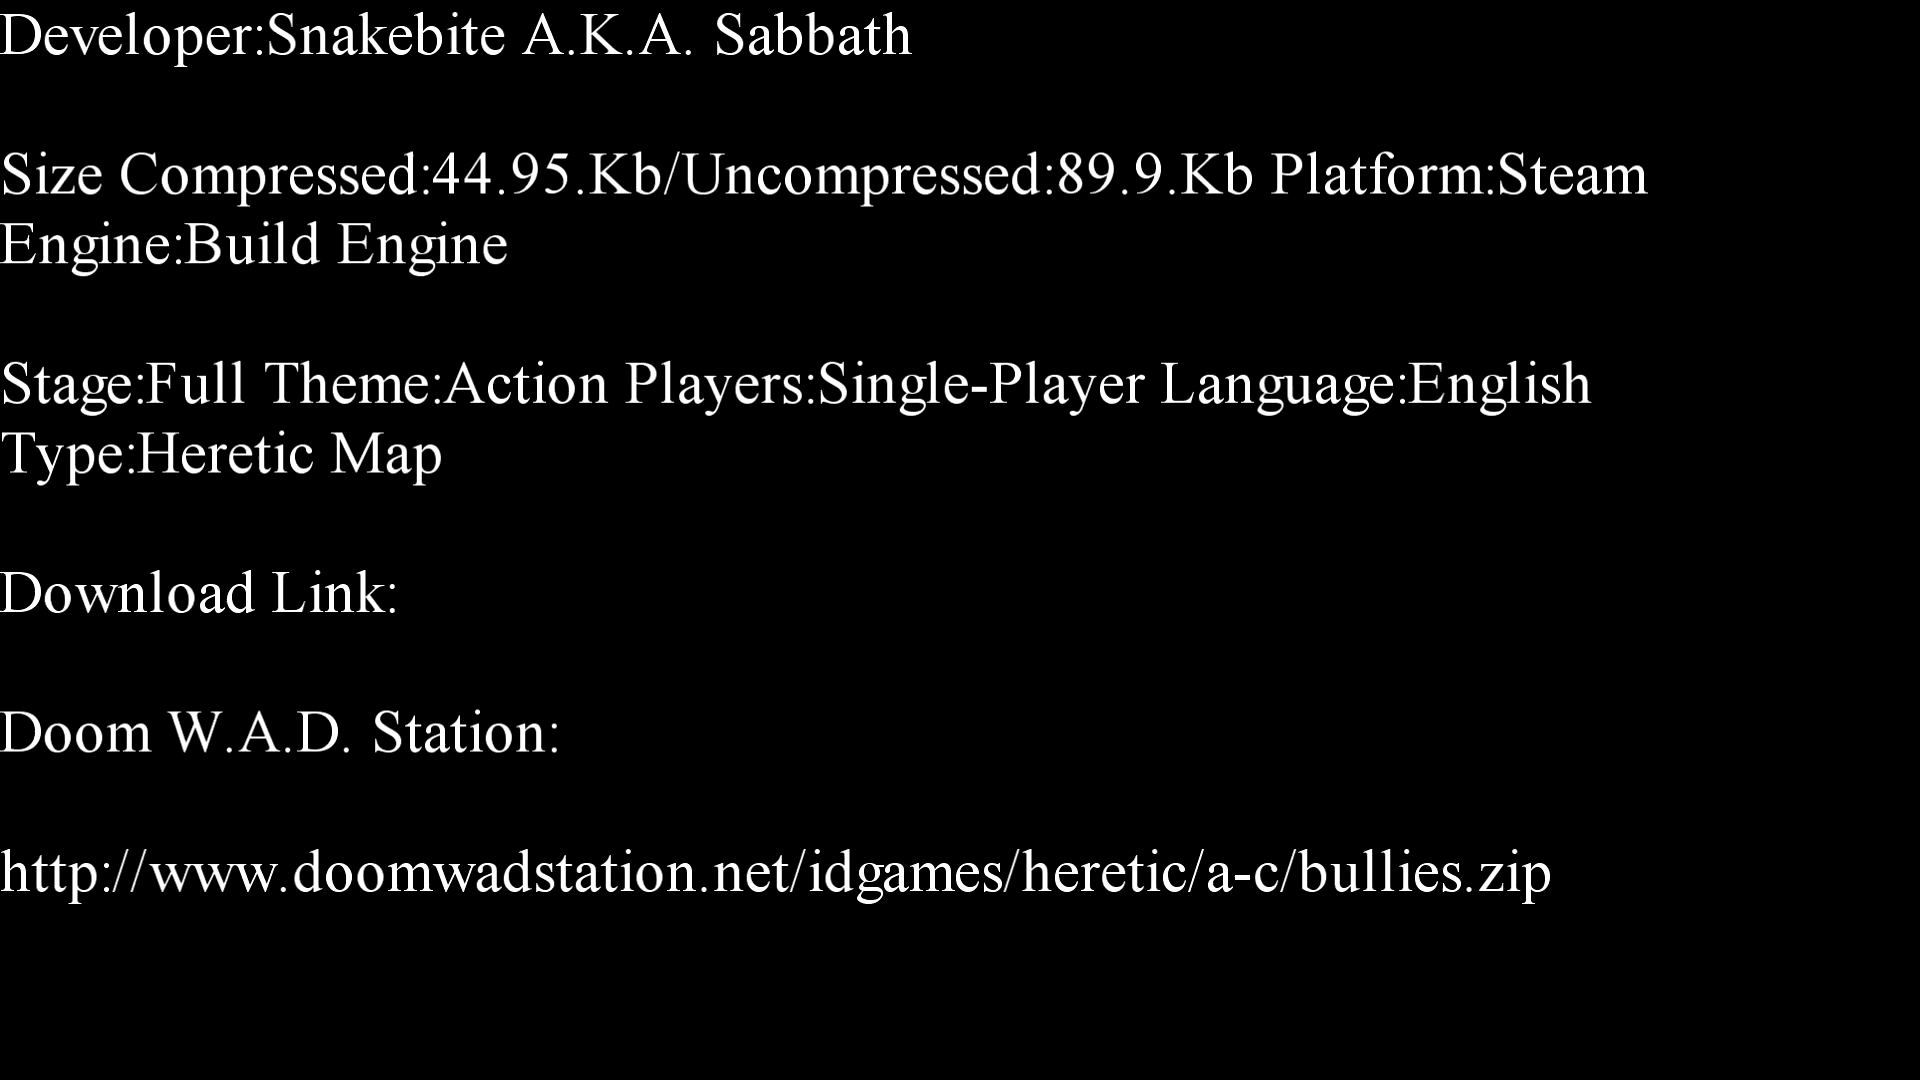 Developer:Snakebite A.K.A. Sabbath
Size Compressed:44.95.Kb/Uncompressed:89.9.Kb Platform:Steam
Engine:Build Engine
Stage:Full Theme:Action Players:Single-Player Language:English
Type:Heretic Map
Download Link:
Doom W.A.D. Station:
http://www.doomwadstation.net/idgames/heretic/a-c/bullies.zip